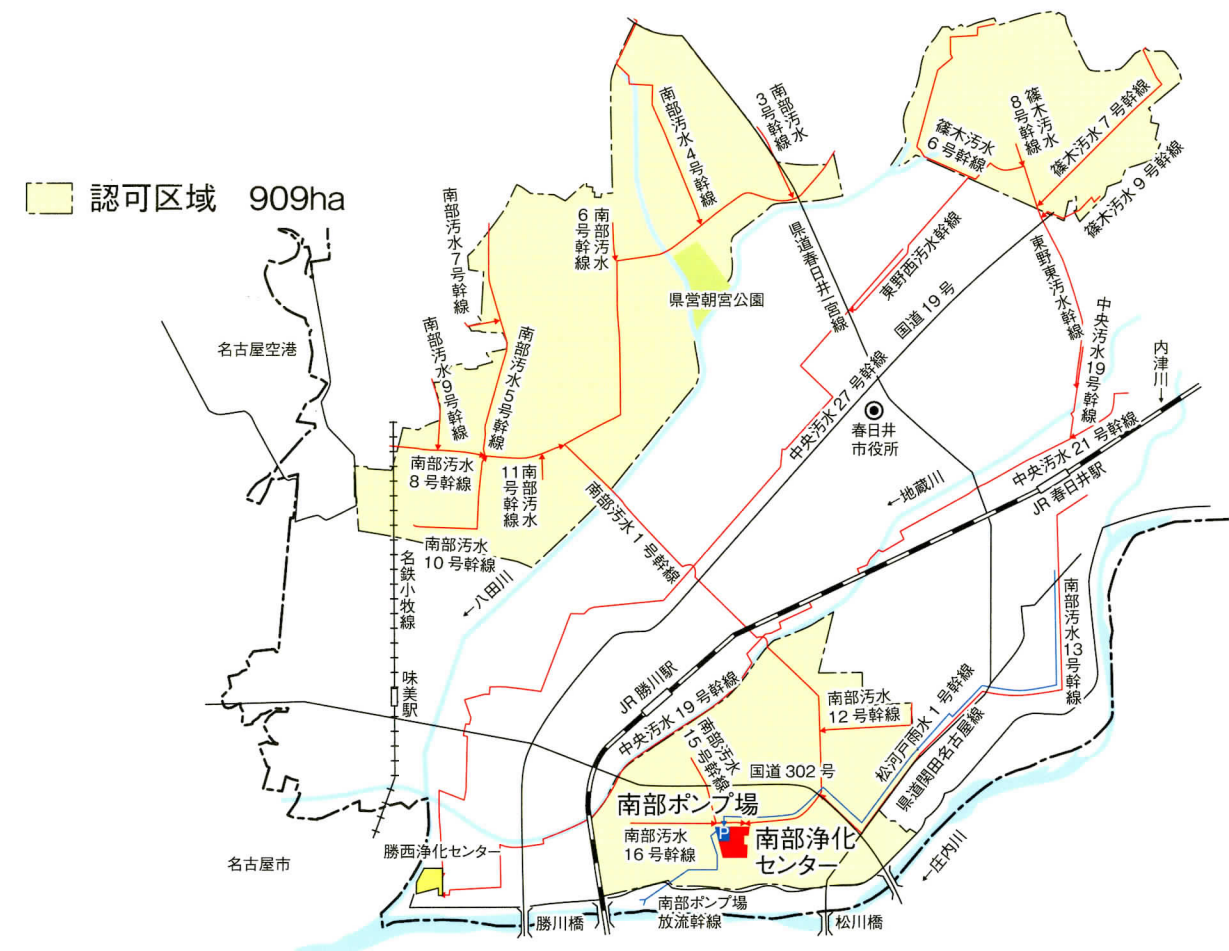 認可区域 909ha
南部汚水
3号幹線
南部汚水4号幹線
篠木汚水
6号幹線
篠木汚水
8号幹線
篠木汚水7号幹線
篠木汚水9号幹線
南部汚水7号幹線
南部汚水
6号幹線
県道春日井一宮線
東野西汚水幹線
東野東汚水幹線
国道19号
県営朝宮公園
名古屋空港
南部汚水9号幹線
南部汚水5号幹線
中央汚水27号幹線
中央汚水19号幹線
内津川→
春日井
市役所
中央汚水21号幹線
南部汚水
8号幹線
南部汚水
11号幹線
←地蔵川
JR春日井駅
南部汚水1号幹線
南部汚水
10号幹線
名鉄小牧線
←八田川
南部汚水13号幹線
味美駅
JR勝川駅
中央汚水19号幹線
南部汚水
12号幹線
南部汚水
15号幹線
松河戸雨水1号幹線
県道関田名古屋線
国道302号
南部ポンプ場
P
南部汚水
16号幹線
南部浄化
センター
名古屋市
勝西浄化センター
←庄内川
南部ポンプ場
放流幹線
勝川橋
松川橋